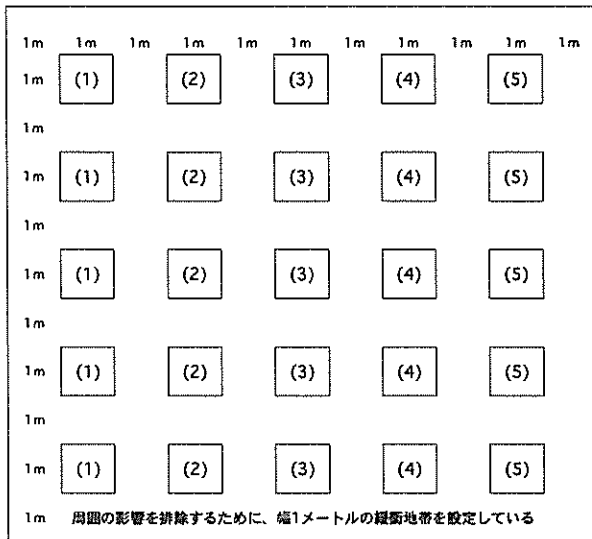 1m 1m 1m 1m 1m 1m 1m 1m 1m 1m 1m
1m (1) (2) (3) (4) (5)
1m
1m (1) (2) (3) (4) (5)
1m
1m (1) (2) (3) (4) (5)
1m
1m (1) (2) (3) (4) (5)
1m
1m (1) (2) (3) (4) (5)
1m 周囲の影響を排除するために、幅1メートルの緩衝地帯を設定している